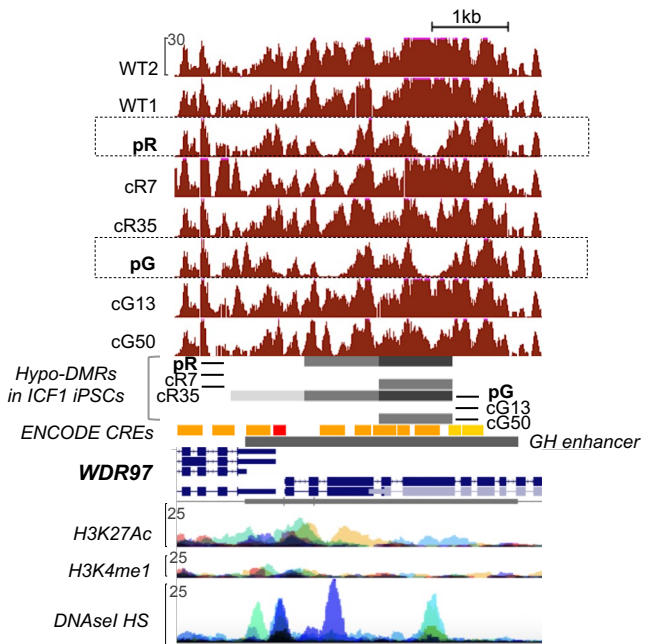 1kb
30
WT2
WT1
pR
cR7
cR35
pG
cG13
cG50
Hypo-DMRs
in ICF1 iPSCs
pR
cR7
cR35
pG
cG13
cG50
ENCODE CREs
GH enhancer
WDR97
25
H3K27Ac
25
H3K4me1
25
DNAseI HS